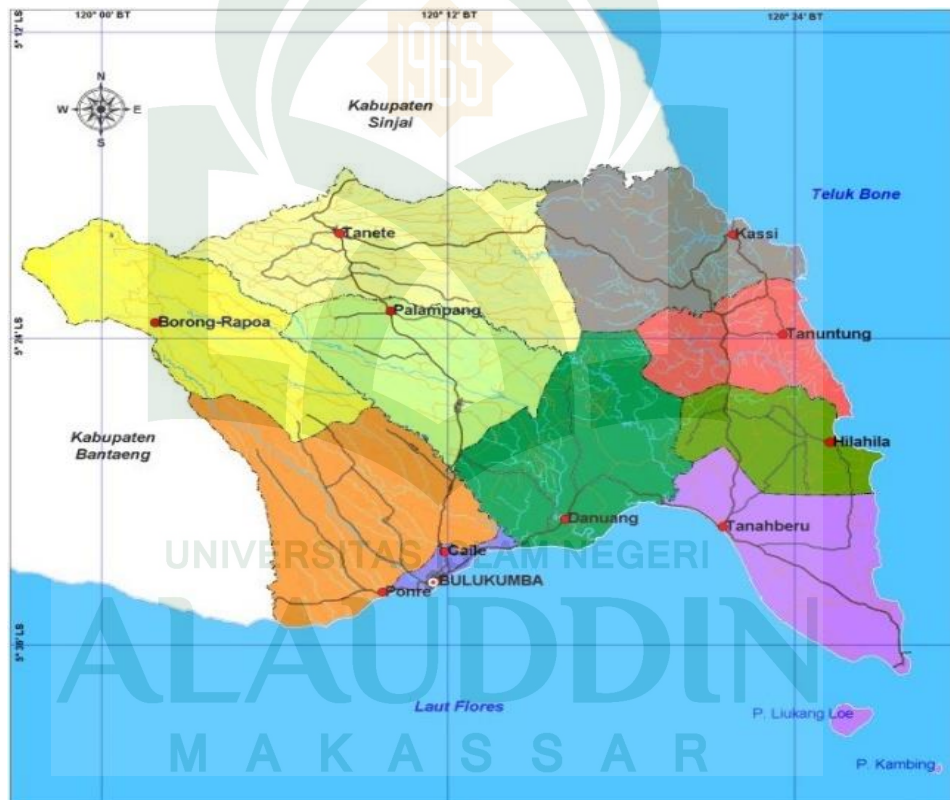 120° 00' BT
120° 12' BT
120° 24' BT
5° 12' LS
1965
N
W
E
S
Kabupaten
Sinjai
Teluk Bone
Tanete
Kassi
Palampang
Borong-Rapoa
5° 24' LS
Tanuntung
Kabupaten
Bantaeng
Hilahila
Danuang
Tanahberu
UNIVERSITAS ISLAM NEGERI
Caile
BULUKUMBA
Ponre
5° 36' LS
ALAUDDIN
Laut Flores
P. Liukang Loe
MAKASSAR
P. Kambing